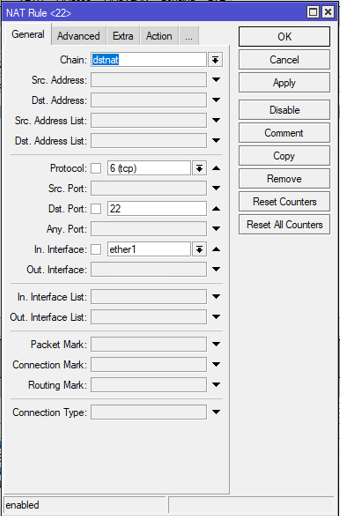 NAT Rule <22>
General Advanced Extra Action ...
OK
Chain: dstnat
Cancel
Src. Address:
Apply
Dst. Address:
Src. Address List:
Disable
Dst. Address List:
Comment
Copy
Protocol: 6 (tcp)
Remove
Src. Port:
Dst. Port: 22
Reset Counters
Any. Port:
Reset All Counters
In. Interface: ether1
Out. Interface:
In. Interface List:
Out. Interface List:
Packet Mark:
Connection Mark:
Routing Mark:
Connection Type:
enabled